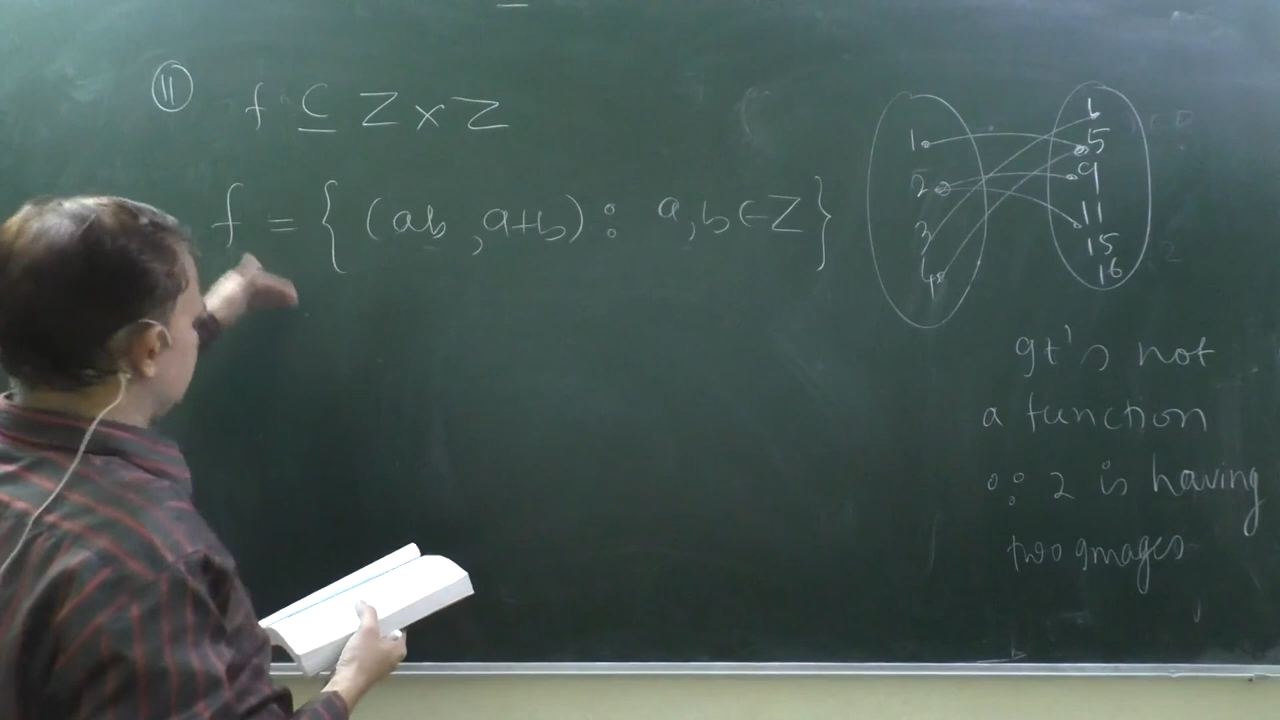 11 f ⊆ Z × Z
f = { (ab, a+b) : a, b ∈ Z }
1
2
3
4
1
5
9
11
15
16
It's not
a function
∵ 2 is having
two images